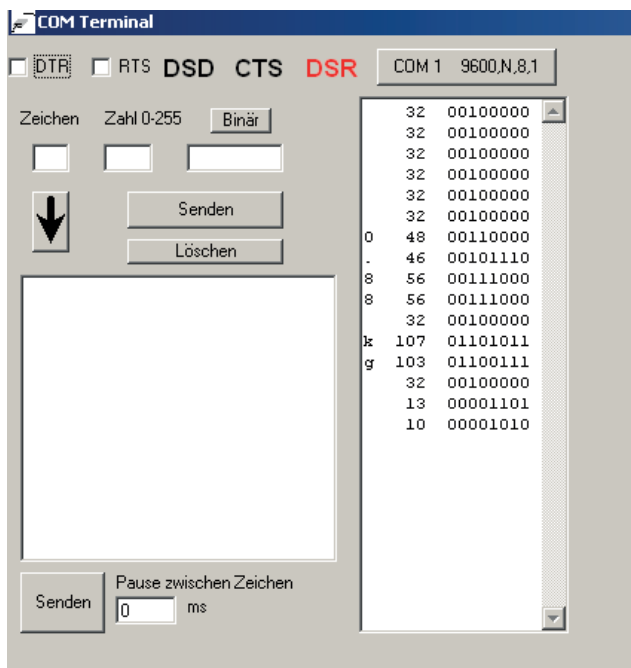 COM Terminal
DTR RTS DSD CTS DSR COM 1 9600,N,8,1
Zeichen Zahl 0-255 Binär
Senden
Löschen
32 00100000
32 00100000
32 00100000
32 00100000
32 00100000
32 00100000
0 48 00110000
. 46 00101110
8 56 00111000
8 56 00111000
32 00100000
k 107 01101011
g 103 01100111
32 00100000
13 00001101
10 00001010
Pause zwischen Zeichen
Senden 0 ms